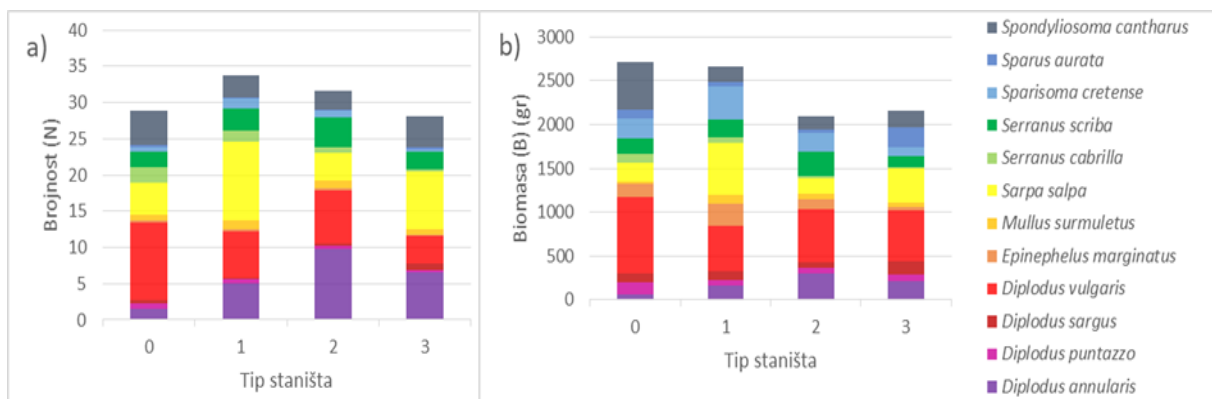 a)
Brojnost (N)
40
35
30
25
20
15
10
5
0
0 1 2 3
Tip staništa
b)
Biomasa (B) (gr)
3000
2500
2000
1500
1000
500
0
0 1 2 3
Tip staništa
Spondyliosoma cantharus
Sparus aurata
Sparisoma cretense
Serranus scriba
Serranus cabrilla
Sarpa salpa
Mullus surmuletus
Epinephelus marginatus
Diplodus vulgaris
Diplodus sargus
Diplodus puntazzo
Diplodus annularis